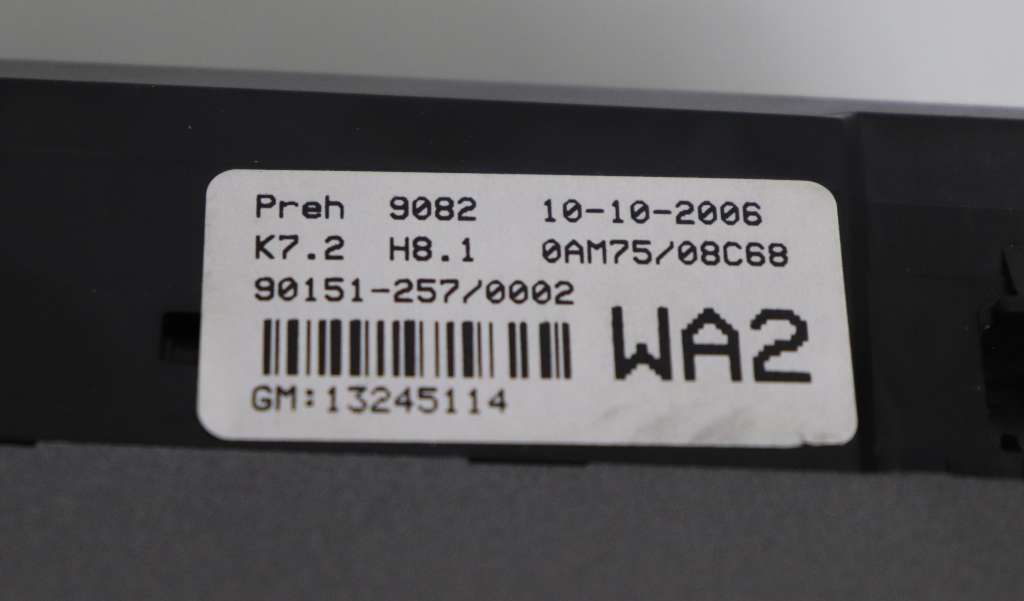 Preh 9082 10-10-2006
K7.2 H8.1 0AM75/08C68
90151-257/0002
WA2
GM:13245114